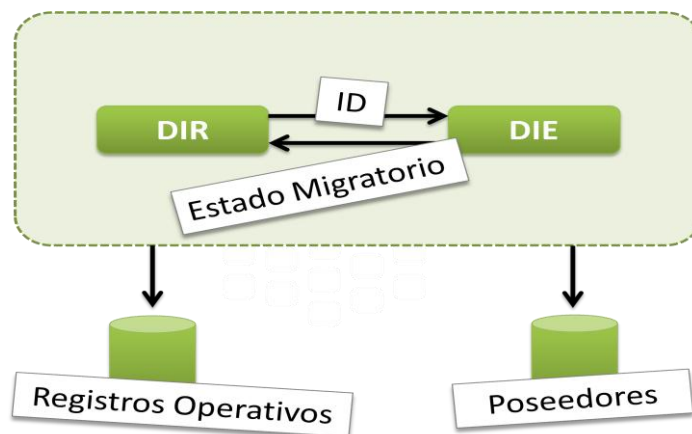 ID
DIR
DIE
Estado Migratorio
Registros Operativos
Poseedores